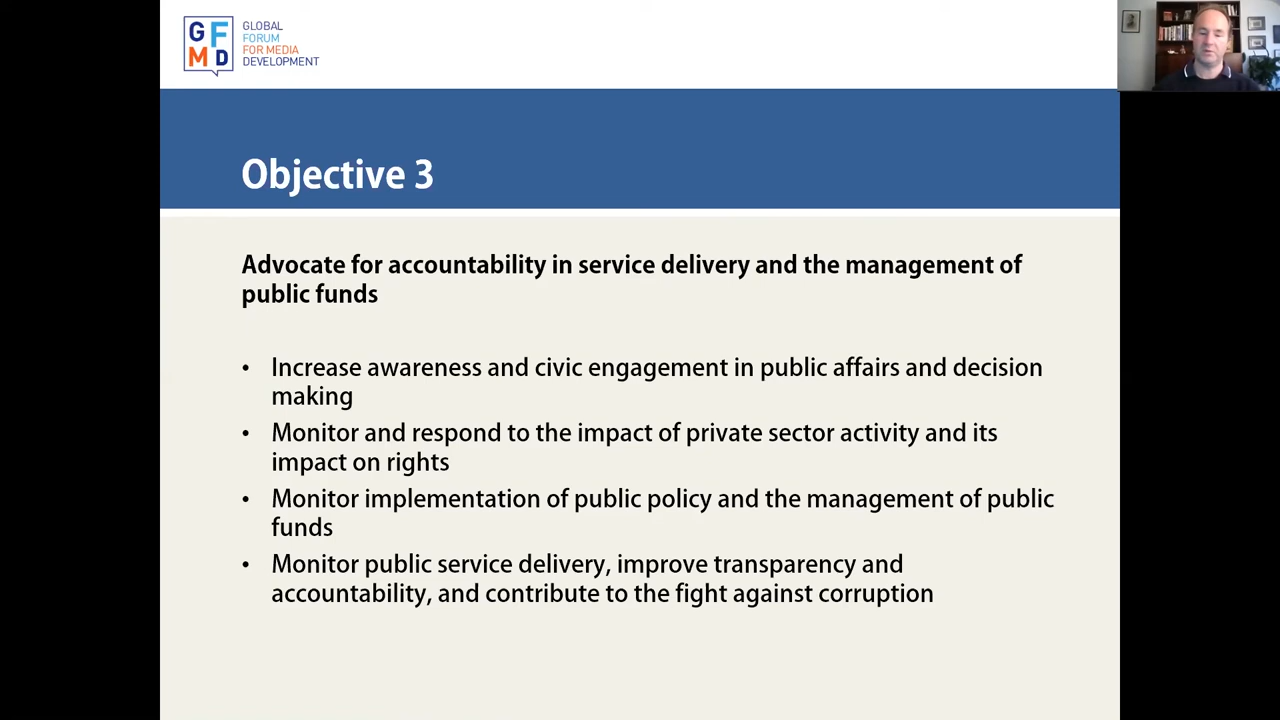 GF
MD
GLOBAL
FORUM
FOR MEDIA
DEVELOPMENT
Objective 3
Advocate for accountability in service delivery and the management of
public funds
• Increase awareness and civic engagement in public affairs and decision
making
• Monitor and respond to the impact of private sector activity and its
impact on rights
• Monitor implementation of public policy and the management of public
funds
• Monitor public service delivery, improve transparency and
accountability, and contribute to the fight against corruption